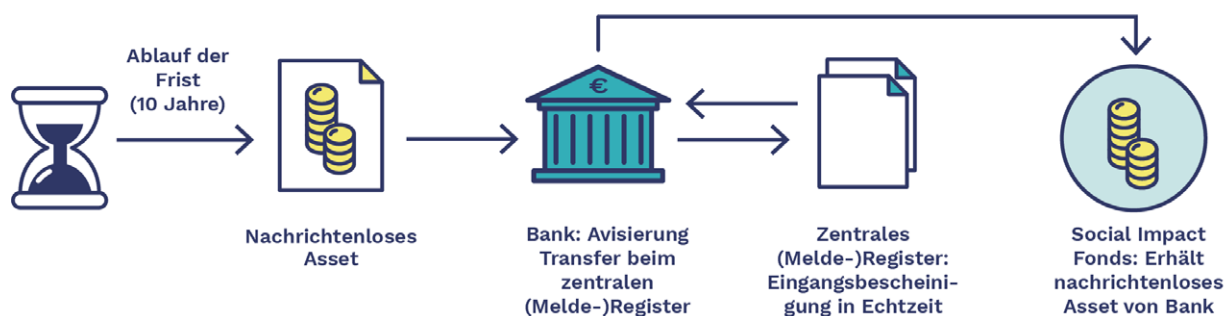 Ablauf der
Frist
(10 Jahre)
€
Nachrichtenloses
Asset
Bank: Avisierung
Transfer beim
zentralen
(Melde-)Register
Zentrales
(Melde-)Register:
Eingangsbescheini-
gung in Echtzeit
Social Impact
Fonds: Erhält
nachrichtenloses
Asset von Bank